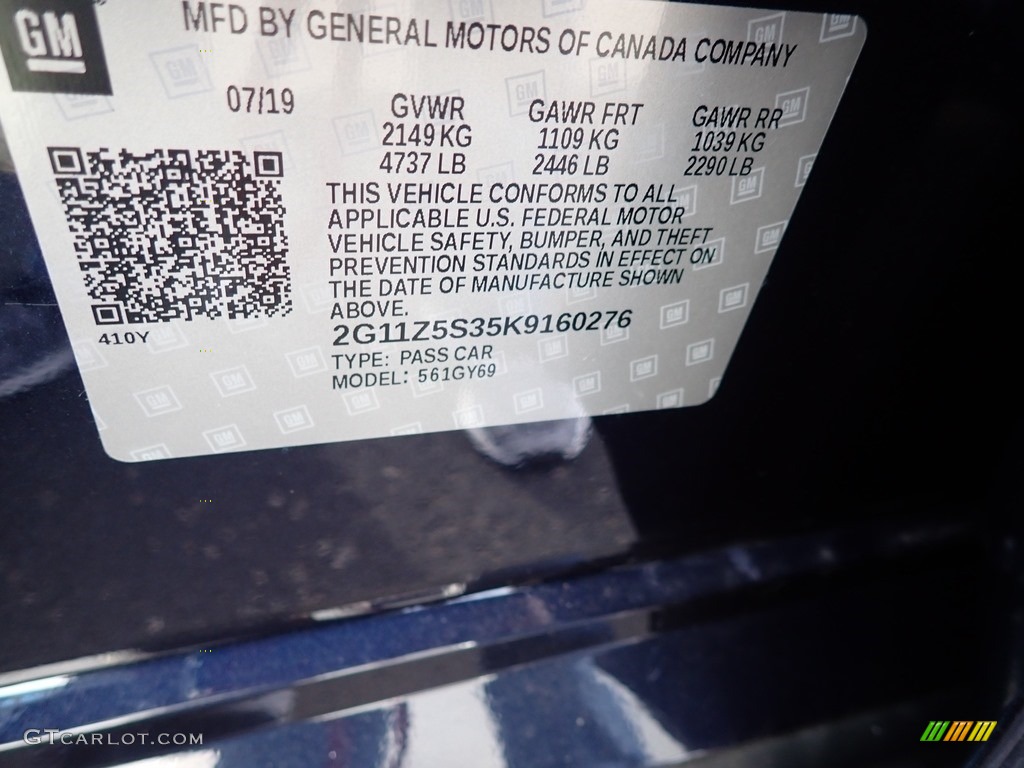 GM
MFD BY GENERAL MOTORS OF CANADA COMPANY
07/19
GVWR GAWR FRT GAWR RR
2149 KG 1109 KG 1039 KG
4737 LB 2446 LB 2290 LB
THIS VEHICLE CONFORMS TO ALL
APPLICABLE U.S. FEDERAL MOTOR
VEHICLE SAFETY, BUMPER, AND THEFT
PREVENTION STANDARDS IN EFFECT ON
THE DATE OF MANUFACTURE SHOWN
ABOVE.
410Y
2G11Z5S35K9160276
TYPE: PASS CAR
MODEL: 561GY69
GTCARLOT.COM